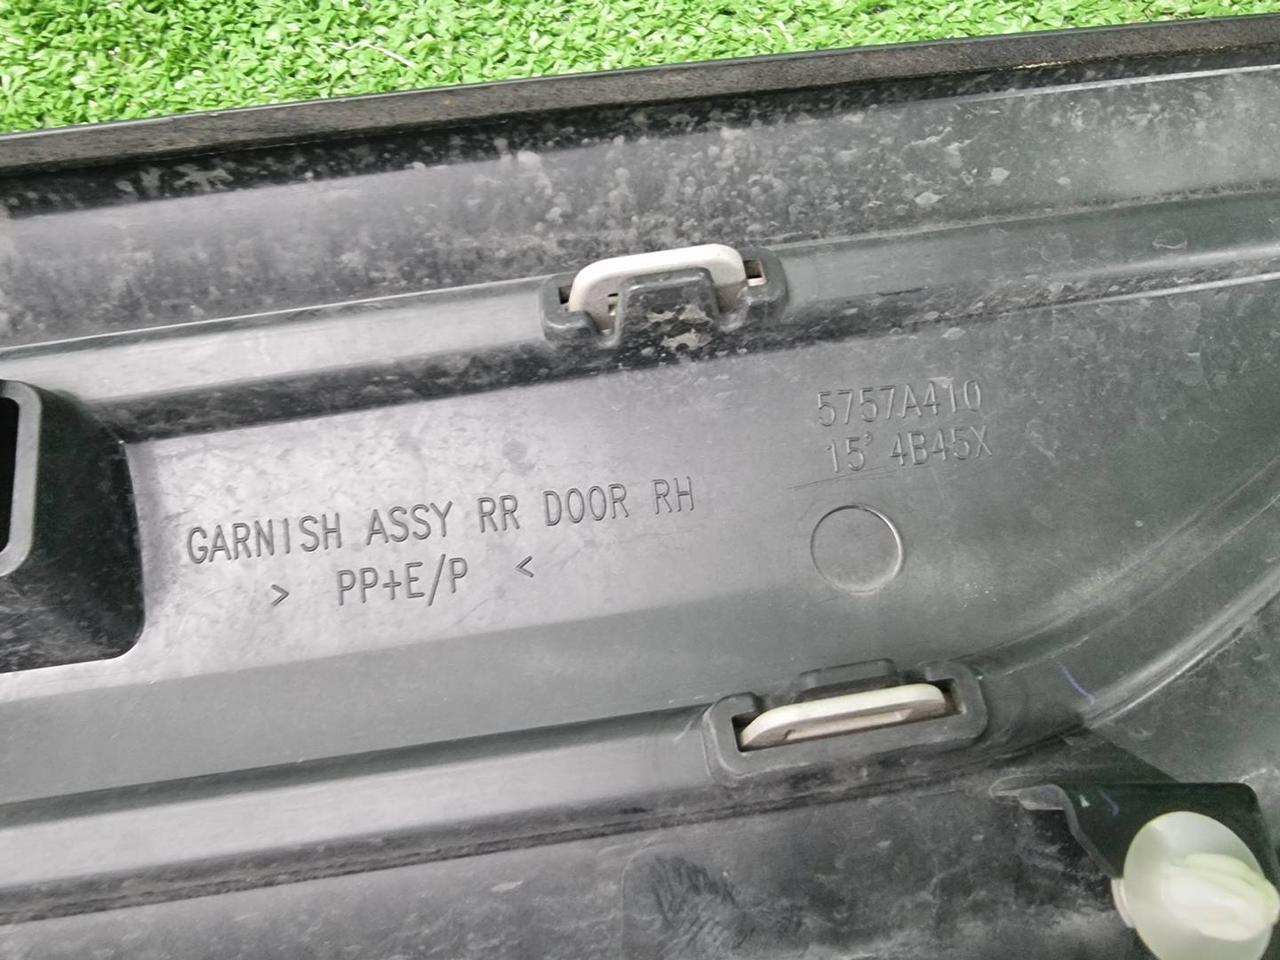 5757A410
15' 4B45X
GARNISH ASSY RR DOOR RH
> PP+E/P <